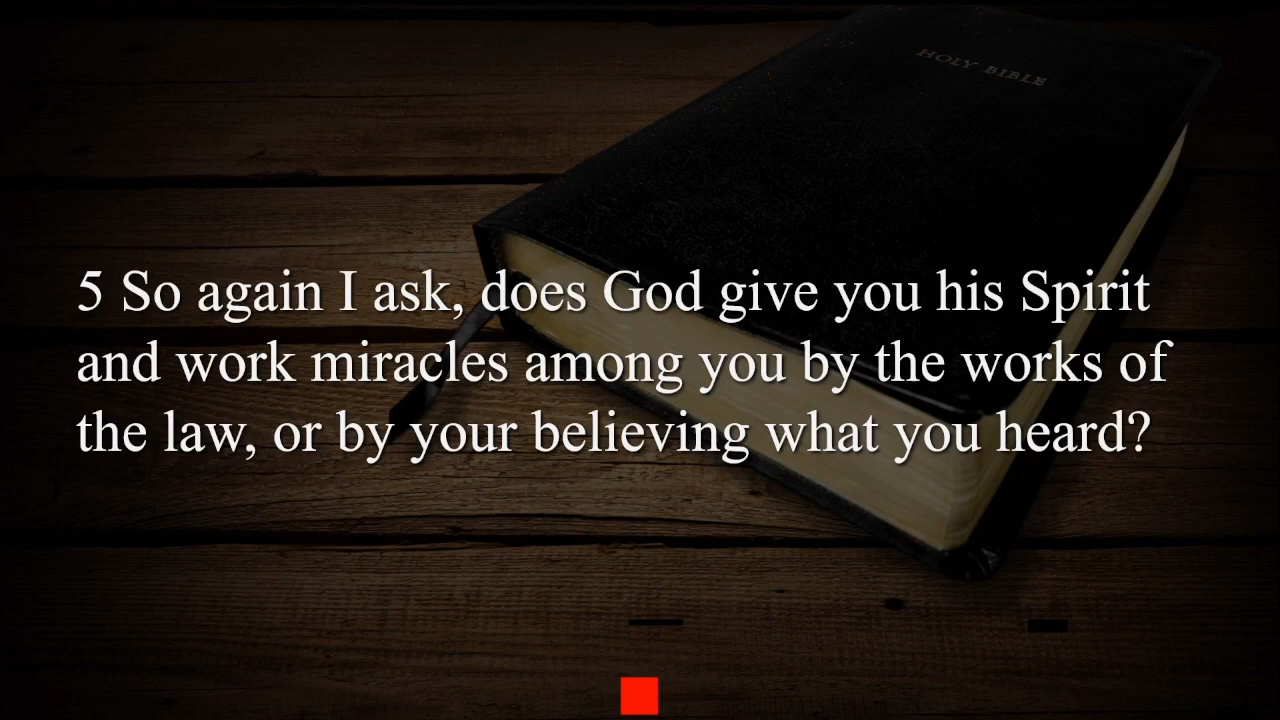 HOLY BIBLE
5 So again I ask, does God give you his Spirit
and work miracles among you by the works of
the law, or by your believing what you heard?